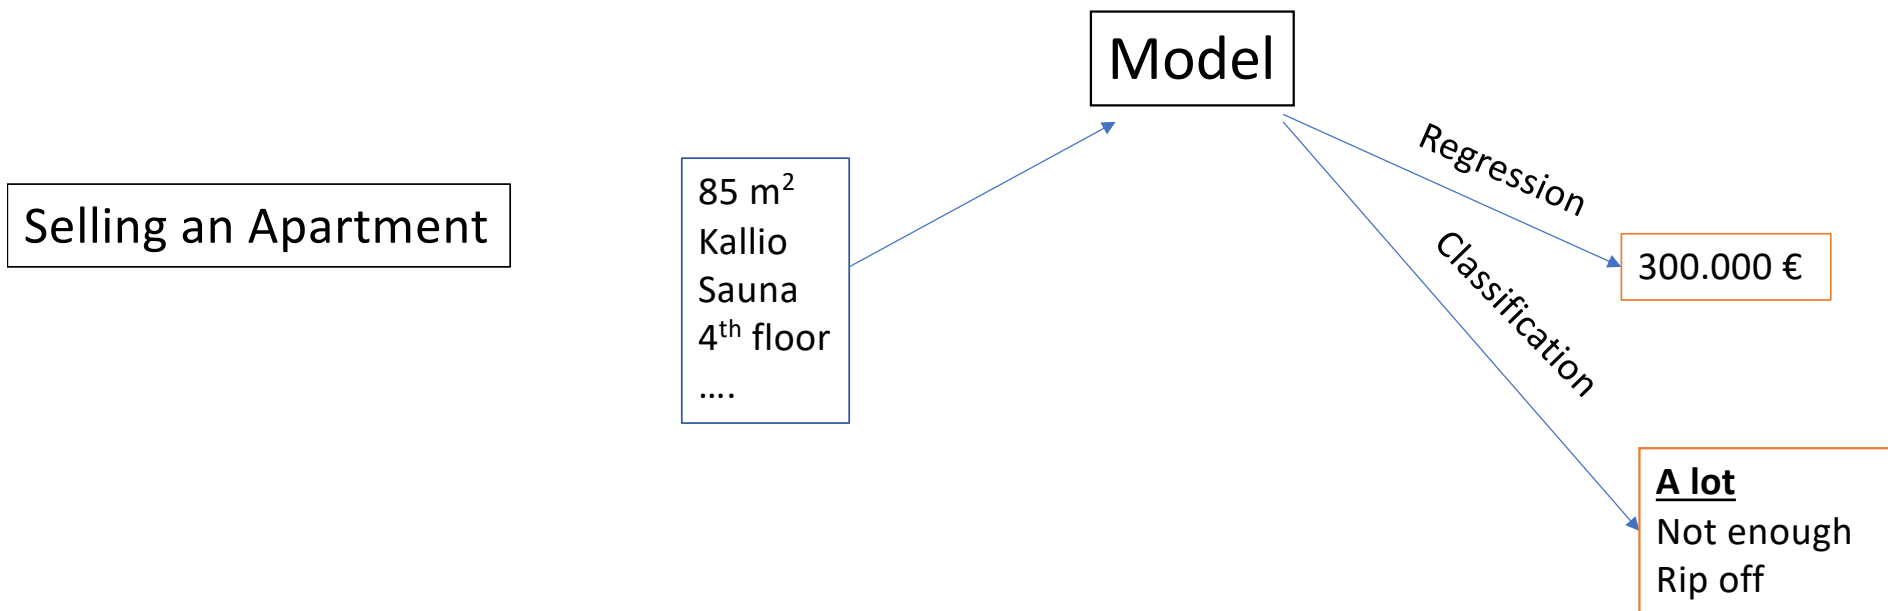 Model
Selling an Apartment
85 m²
Kallio
Sauna
4ᵗʰ floor
....
Regression
Classification
300.000 €
A lot
Not enough
Rip off